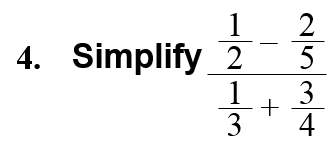 4. Simplify
1/2 − 2/5
1/3 + 3/4